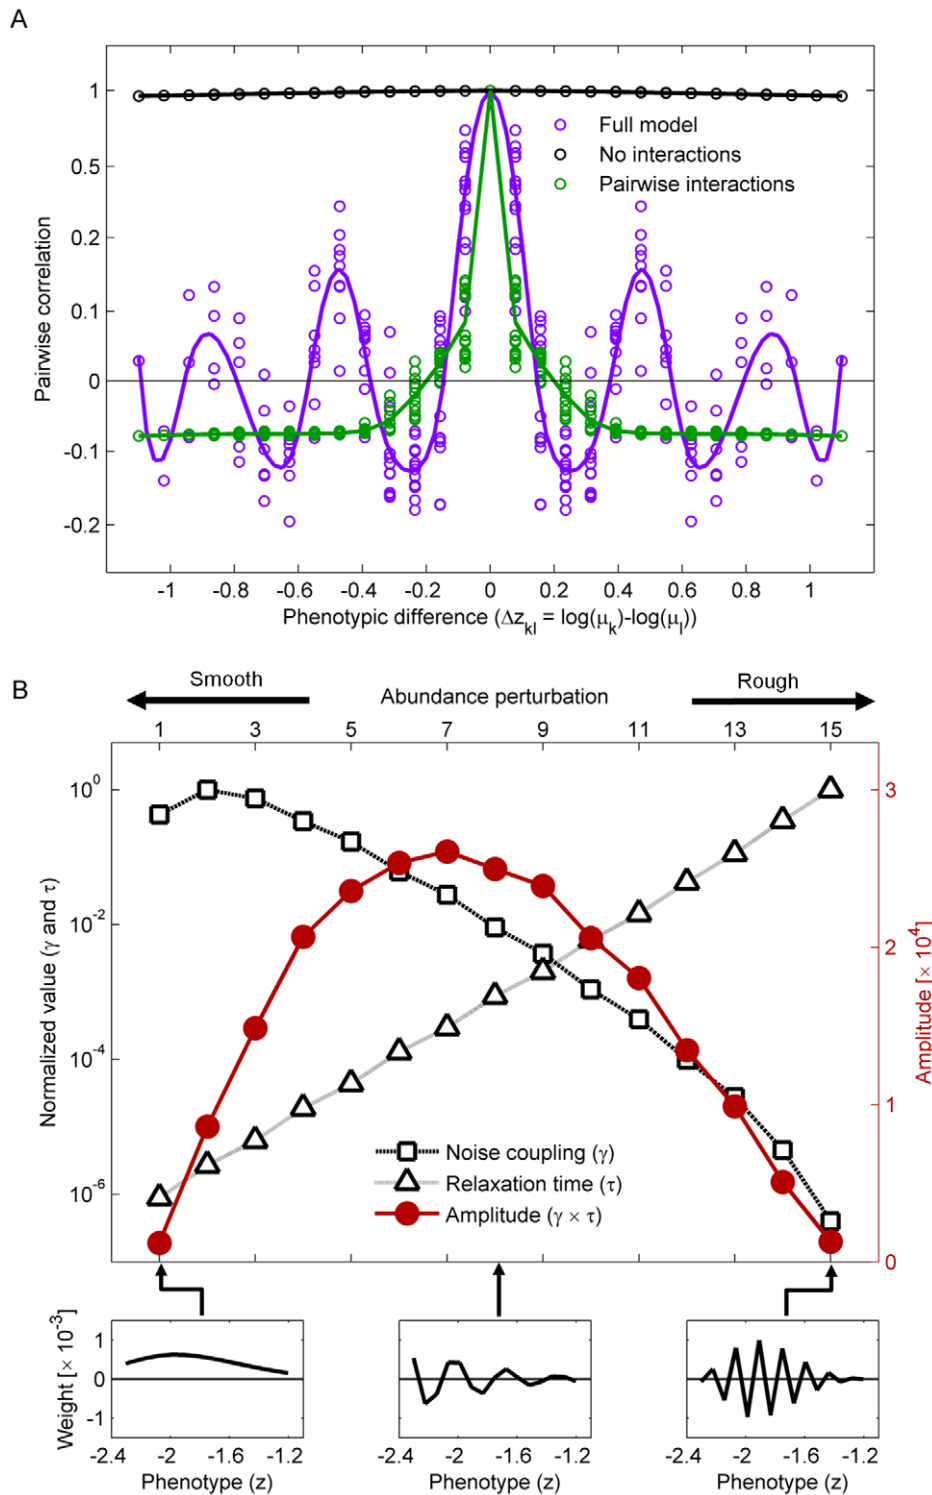 A
Pairwise correlation
1
0.5
0.2
0.1
0
-0.1
-0.2
Full model
No interactions
Pairwise interactions
-1 -0.8 -0.6 -0.4 -0.2 0 0.2 0.4 0.6 0.8 1
Phenotypic difference (Δz_kl = log(μ_k)-log(μ_l))
B
Smooth
Abundance perturbation
Rough
1 3 5 7 9 11 13 15
Normalized value (γ and τ)
10^0
10^-2
10^-4
10^-6
Amplitude [× 10^4]
3
2
1
0
Noise coupling (γ)
Relaxation time (τ)
Amplitude (γ × τ)
Weight [× 10^-3]
1
0
-1
-2.4 -2 -1.6 -1.2
Phenotype (z)
-2.4 -2 -1.6 -1.2
Phenotype (z)
-2.4 -2 -1.6 -1.2
Phenotype (z)